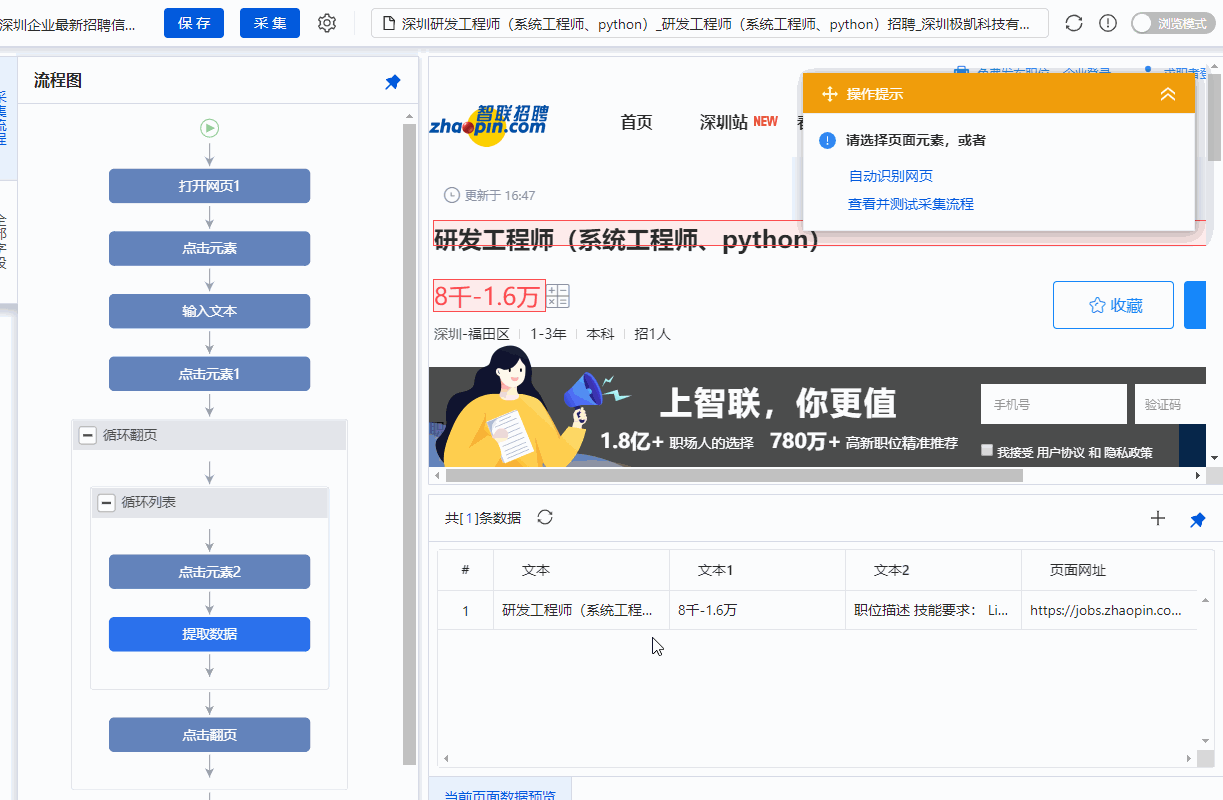 深圳企业最新招聘信...
保存
采集
深圳研发工程师（系统工程师、python）_研发工程师（系统工程师、python）招聘_深圳极凯科技有...
浏览模式
采集流程
流程图
打开网页1
点击元素
输入文本
点击元素1
循环翻页
循环列表
点击元素2
提取数据
点击翻页
智联招聘
zhaopin.com
首页
深圳站 NEW
操作提示
请选择页面元素，或者
自动识别网页
查看并测试采集流程
更新于 16:47
研发工程师（系统工程师、python）
8千-1.6万
收藏
深圳-福田区 1-3年 本科 招1人
上智联，你更值
1.8亿+ 职场人的选择 780万+ 高新职位精准推荐
手机号
验证码
我接受 用户协议 和 隐私政策
共[1]条数据
# 文本 文本1 文本2 页面网址
1 研发工程师（系统工程... 8千-1.6万 职位描述 技能要求： Li... https://jobs.zhaopin.co...
当前页面数据预览